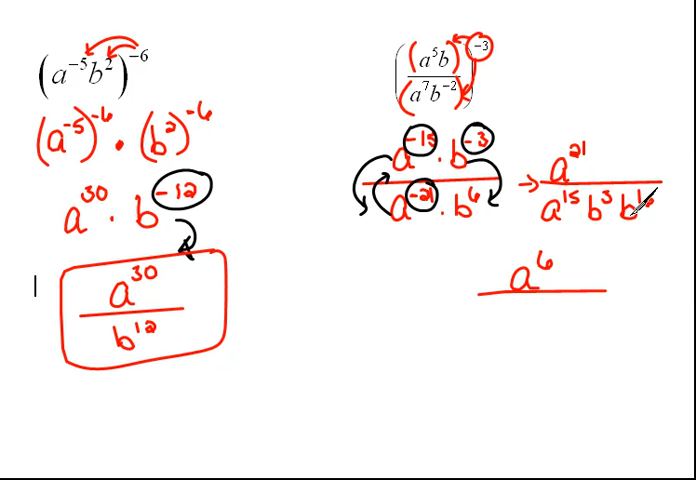 (a^-5 b^2)^-6
(a^-5)^-6 · (b^2)^-6
a^30 · b^-12
a^30
b^12
((a^5 b)
(a^7 b^-2))^-3
a^-15 · b^-3
a^-21 · b^6
→ a^21
a^15 b^3 b
a^6